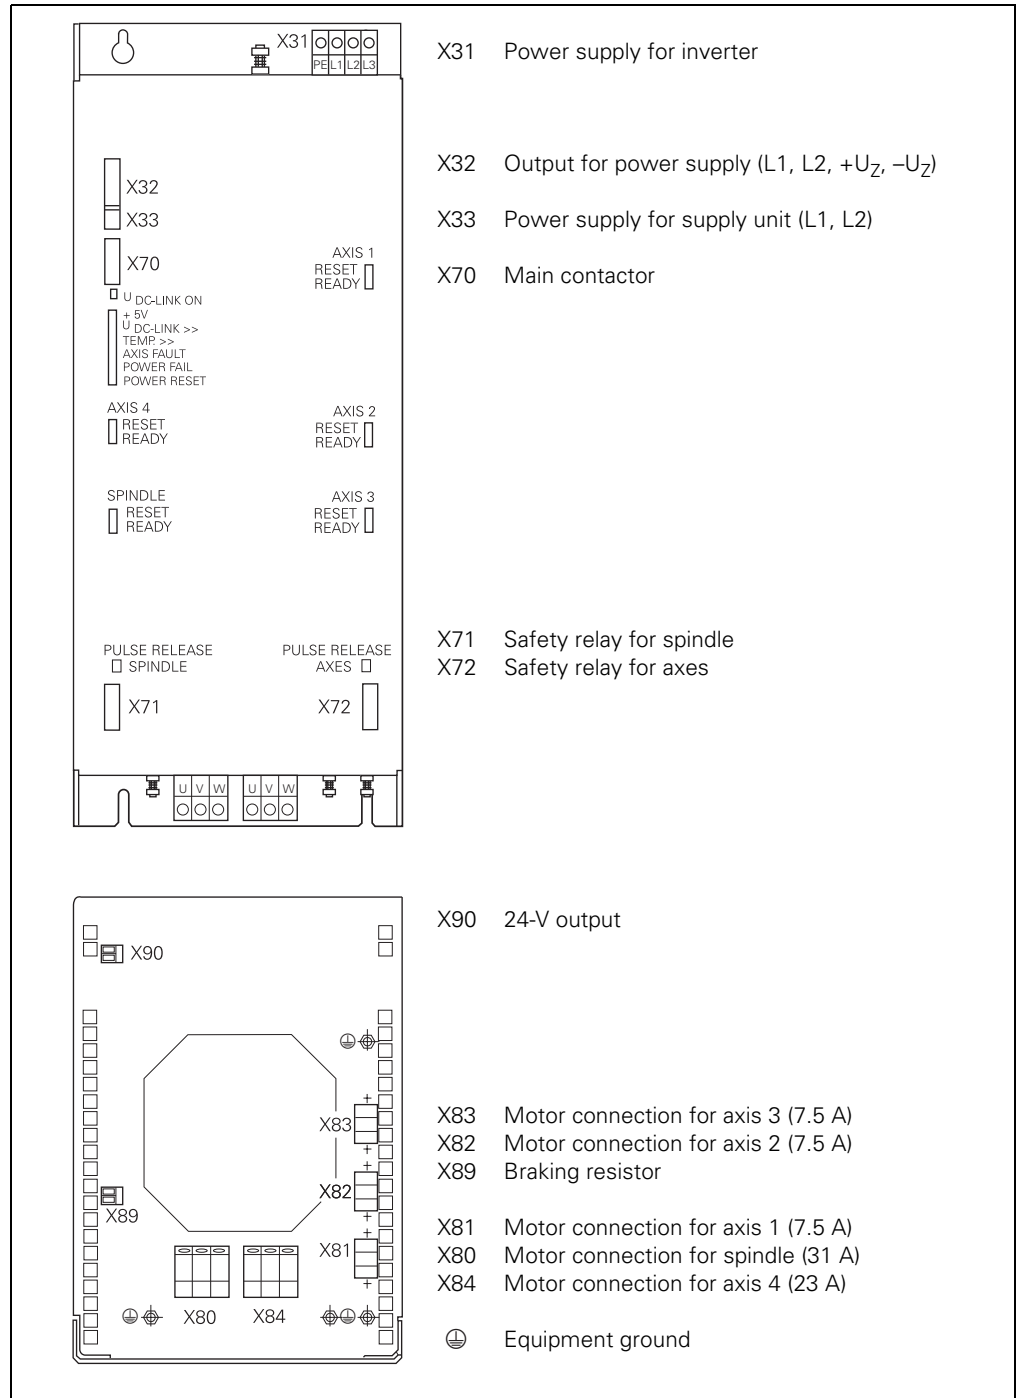 X31
PE L1 L2 L3
X31 Power supply for inverter
X32
X33
X70
U DC-LINK ON
+ 5V
U DC-LINK >>
TEMP. >>
AXIS FAULT
POWER FAIL
POWER RESET
AXIS 1
RESET
READY
AXIS 4
RESET
READY
AXIS 2
RESET
READY
SPINDLE
RESET
READY
AXIS 3
RESET
READY
PULSE RELEASE
SPINDLE
PULSE RELEASE
AXES
X71
X72
U V W
U V W
X32 Output for power supply (L1, L2, +UZ, –UZ)
X33 Power supply for supply unit (L1, L2)
X70 Main contactor
X71 Safety relay for spindle
X72 Safety relay for axes
X90
+
X83
+
+
X82
+
X89
+
X81
+
X80
X84
X90 24-V output
X83 Motor connection for axis 3 (7.5 A)
X82 Motor connection for axis 2 (7.5 A)
X89 Braking resistor
X81 Motor connection for axis 1 (7.5 A)
X80 Motor connection for spindle (31 A)
X84 Motor connection for axis 4 (23 A)
Equipment ground